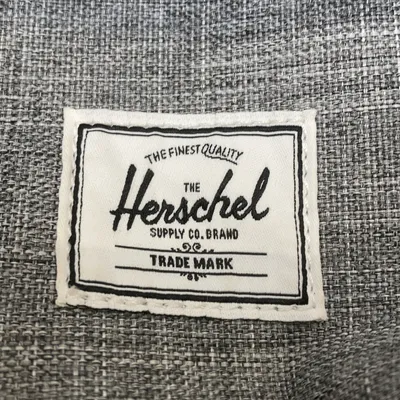 THE FINEST QUALITY
THE
Herschel
SUPPLY CO. BRAND
TRADE MARK